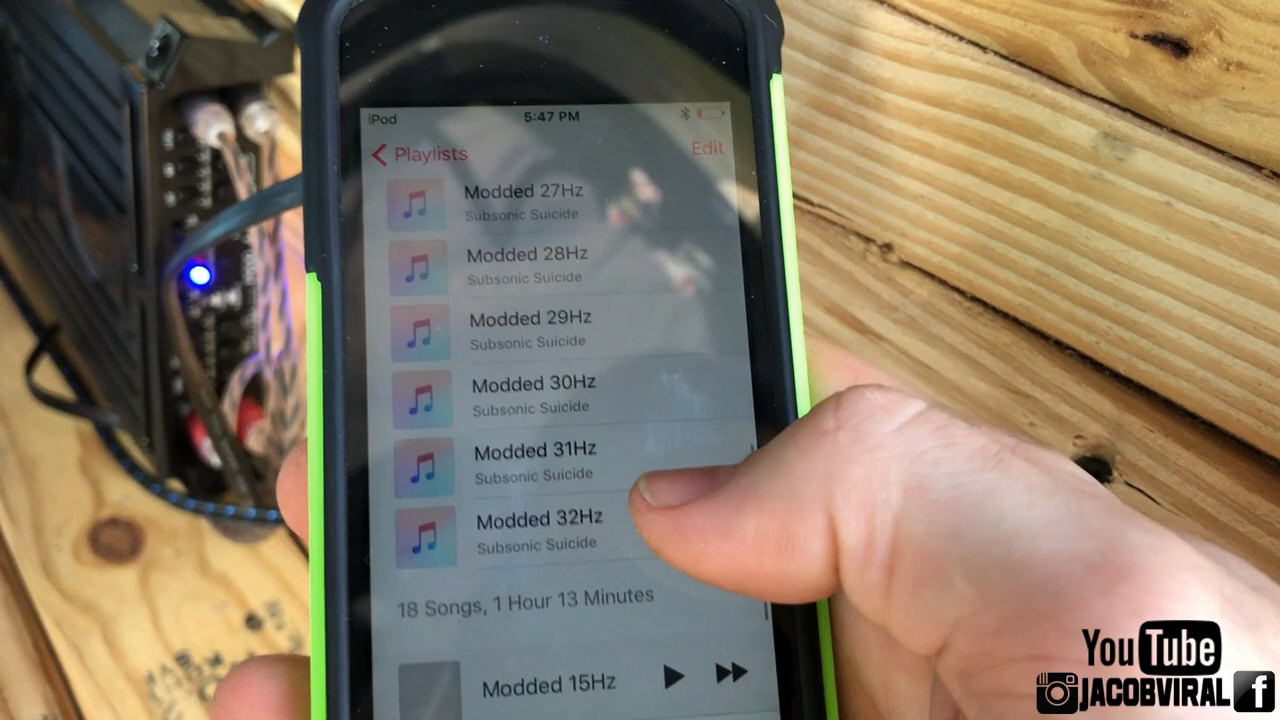 iPod
5:47 PM
Playlists
Edit
Modded 27Hz
Subsonic Suicide
Modded 28Hz
Subsonic Suicide
Modded 29Hz
Subsonic Suicide
Modded 30Hz
Subsonic Suicide
Modded 31Hz
Subsonic Suicide
Modded 32Hz
Subsonic Suicide
18 Songs, 1 Hour 13 Minutes
Modded 15Hz
YouTube
JACOBVIRAL f